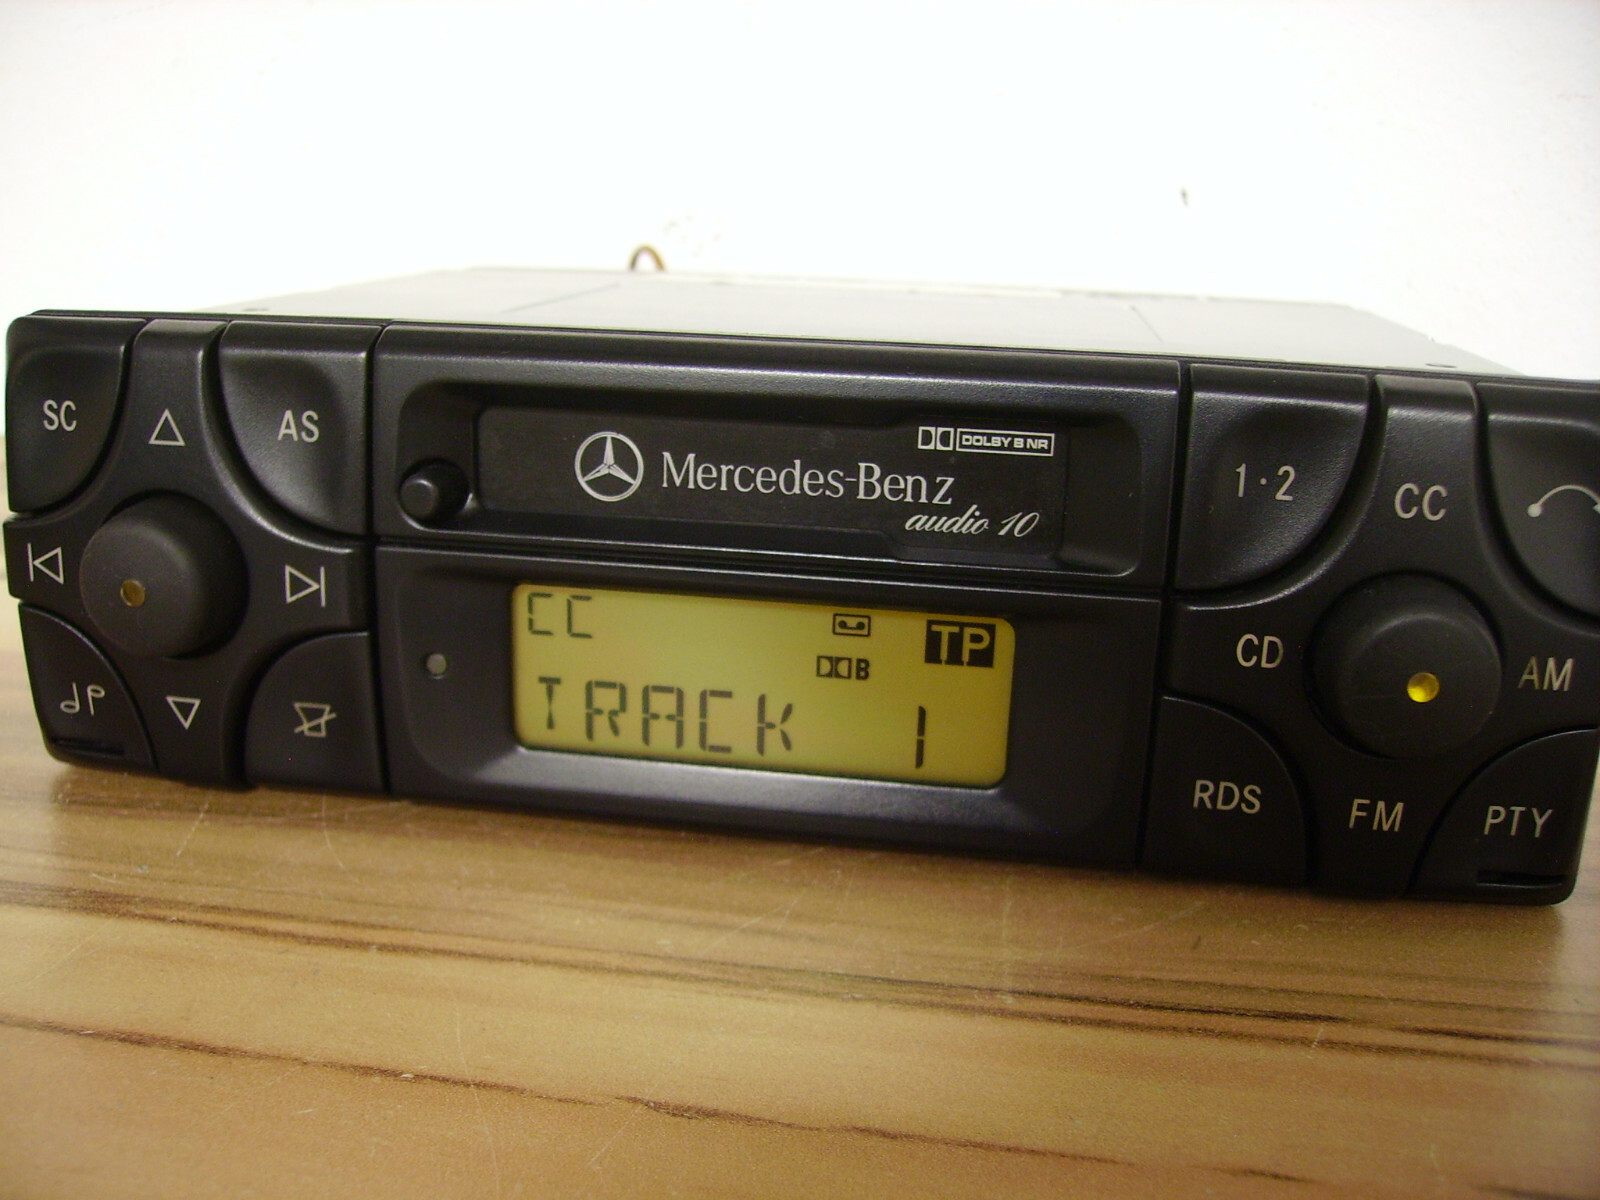 SC
AS
DOLBY B NR
Mercedes-Benz
audio 10
1·2
CC
CC
TP
B
TRACK 1
CD
AM
RDS
FM
PTY